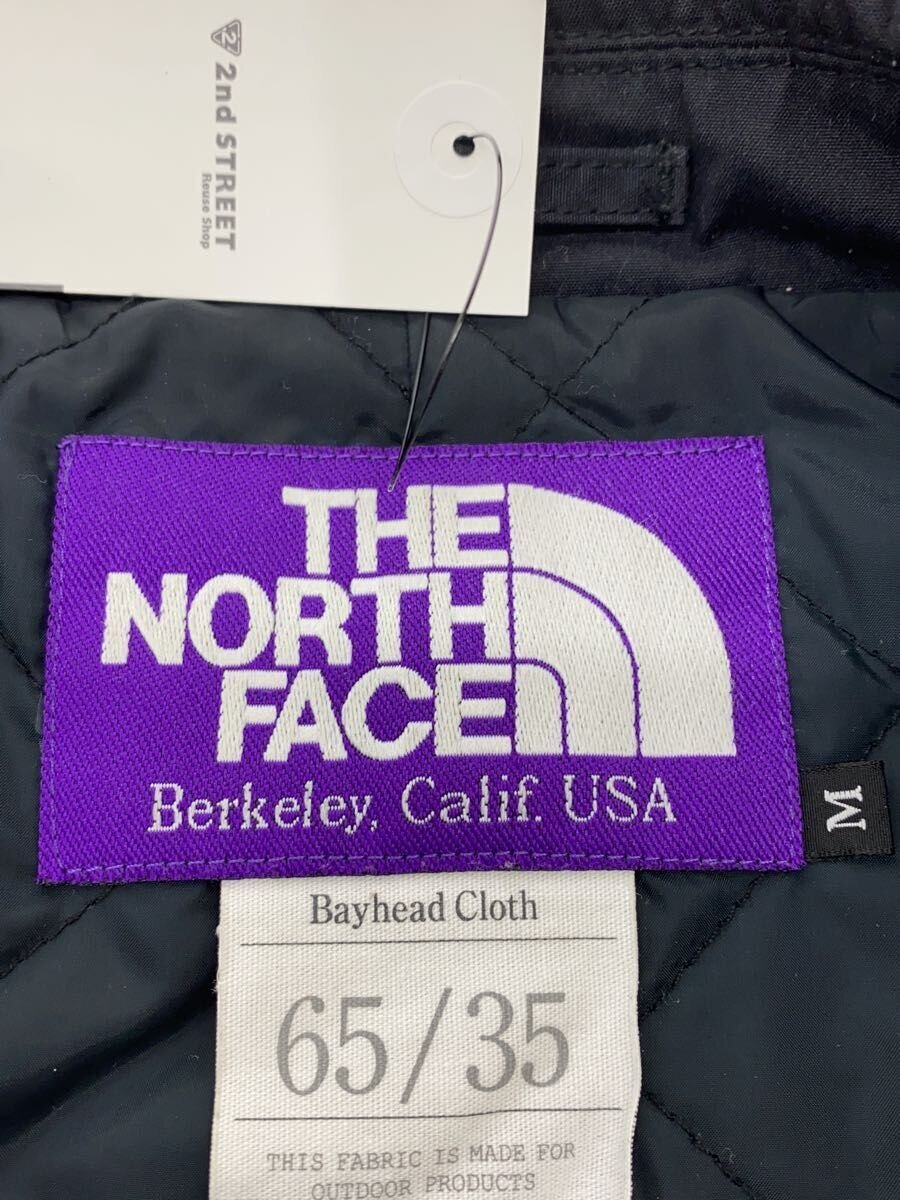 2nd STREET
Reuse Shop
THE
NORTH
FACE
Berkeley, Calif. USA
M
Bayhead Cloth
65/35
THIS FABRIC IS MADE FOR
OUTDOOR PRODUCTS